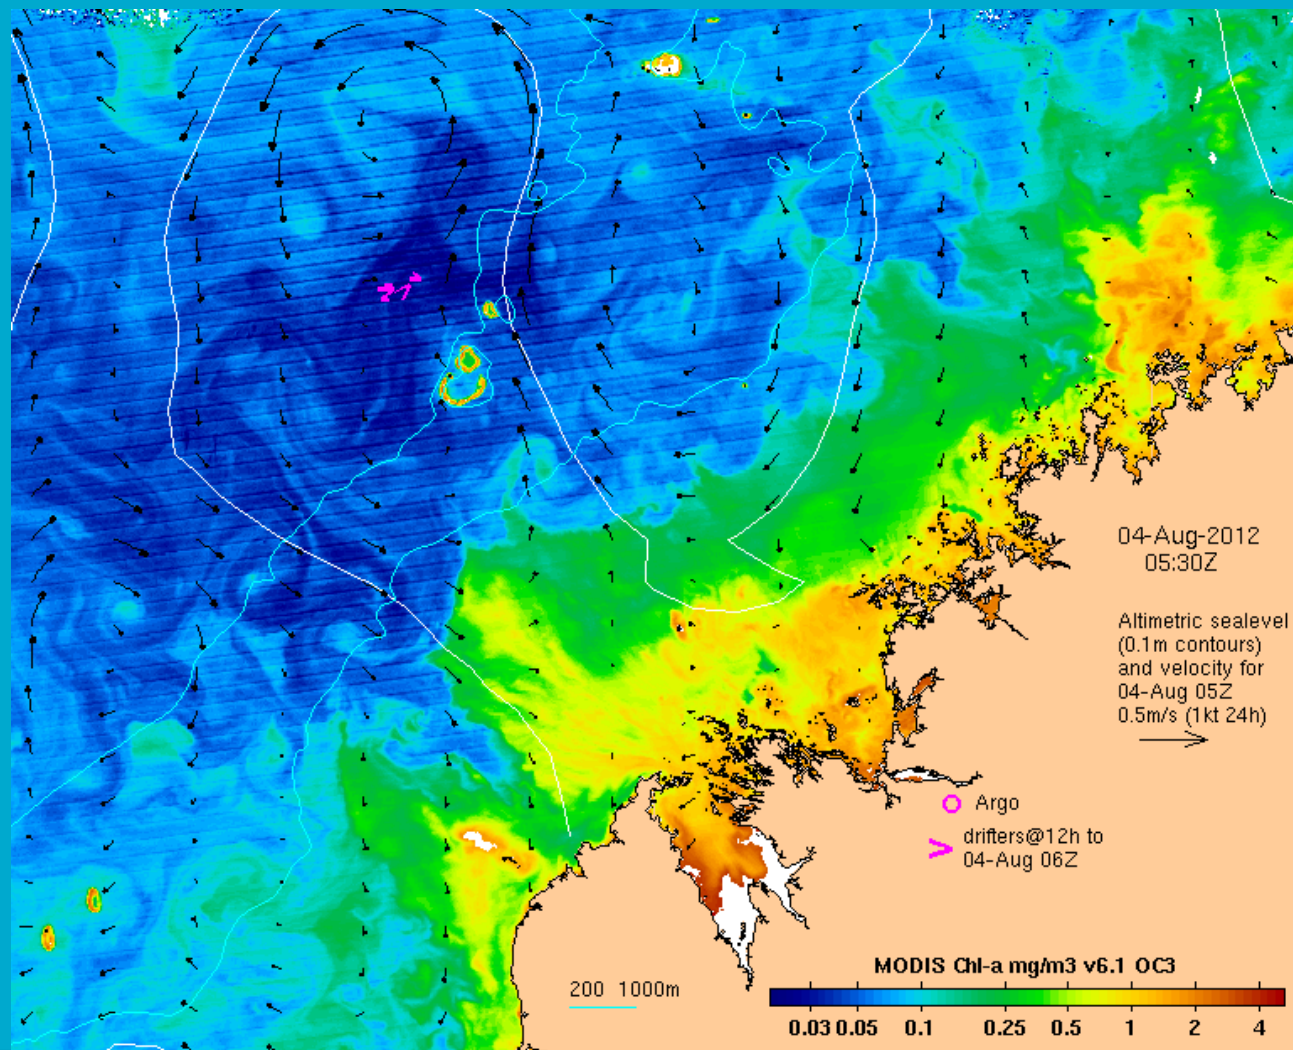 04-Aug-2012
05:30Z
Altimetric sealevel
(0.1m contours)
and velocity for
04-Aug 05Z
0.5m/s (1kt 24h)
Argo
drifters@12h to
04-Aug 06Z
MODIS Chl-a mg/m3 v6.1 OC3
200 1000m
0.03 0.05 0.1 0.25 0.5 1 2 4